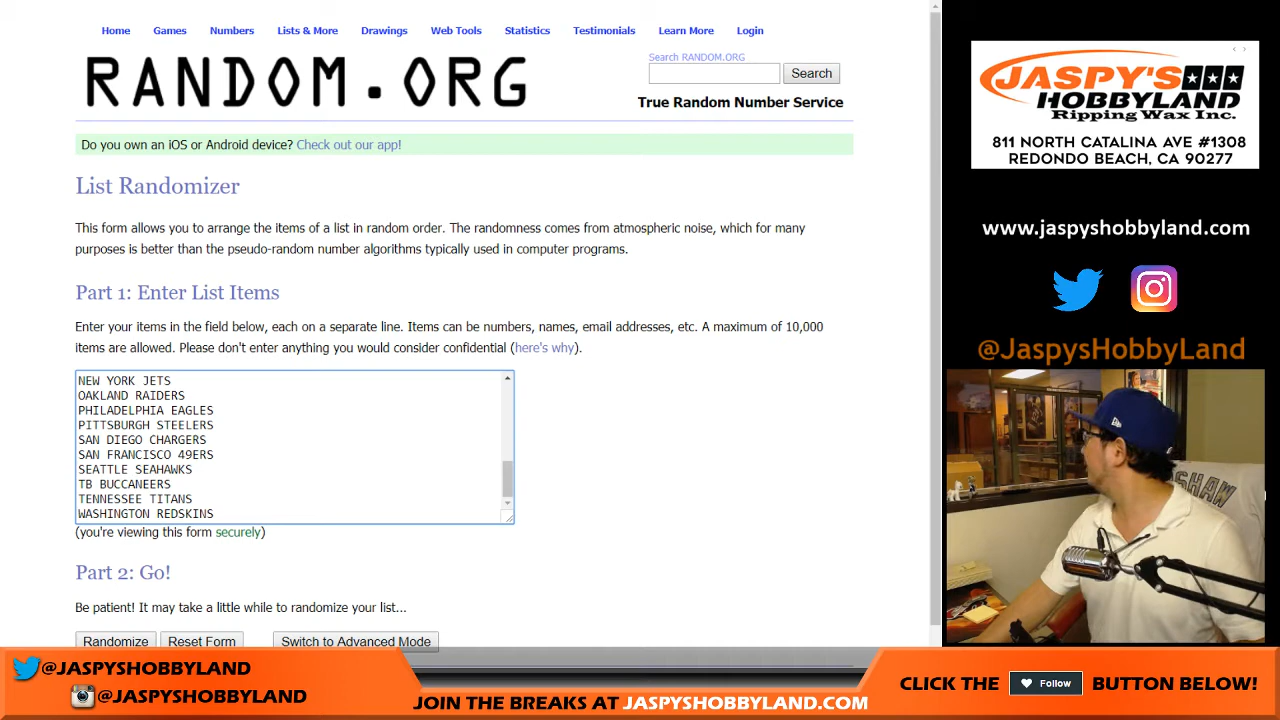 Home Games Numbers Lists & More Drawings Web Tools Statistics Testimonials Learn More Login
RANDOM.ORG
Search RANDOM.ORG
Search
True Random Number Service
Do you own an iOS or Android device? Check out our app!
List Randomizer
This form allows you to arrange the items of a list in random order. The randomness comes from atmospheric noise, which for many
purposes is better than the pseudo-random number algorithms typically used in computer programs.
Part 1: Enter List Items
Enter your items in the field below, each on a separate line. Items can be numbers, names, email addresses, etc. A maximum of 10,000
items are allowed. Please don't enter anything you would consider confidential (here's why).
NEW YORK JETS
OAKLAND RAIDERS
PHILADELPHIA EAGLES
PITTSBURGH STEELERS
SAN DIEGO CHARGERS
SAN FRANCISCO 49ERS
SEATTLE SEAHAWKS
TB BUCCANEERS
TENNESSEE TITANS
WASHINGTON REDSKINS
(you're viewing this form securely)
Part 2: Go!
Be patient! It may take a little while to randomize your list...
Randomize Reset Form Switch to Advanced Mode
JASPY'S
HOBBYLAND
Ripping Wax Inc.
811 NORTH CATALINA AVE #1308
REDONDO BEACH, CA 90277
www.jaspyshobbyland.com
@JaspysHobbyLand
SHAW
@JASPYSHOBBYLAND
@JASPYSHOBBYLAND
JOIN THE BREAKS AT JASPYSHOBBYLAND.COM
CLICK THE Follow BUTTON BELOW!